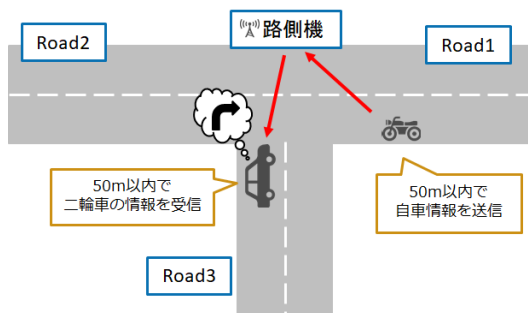 Road2
路側機
Road1
50m以内で
二輪車の情報を受信
50m以内で
自車情報を送信
Road3